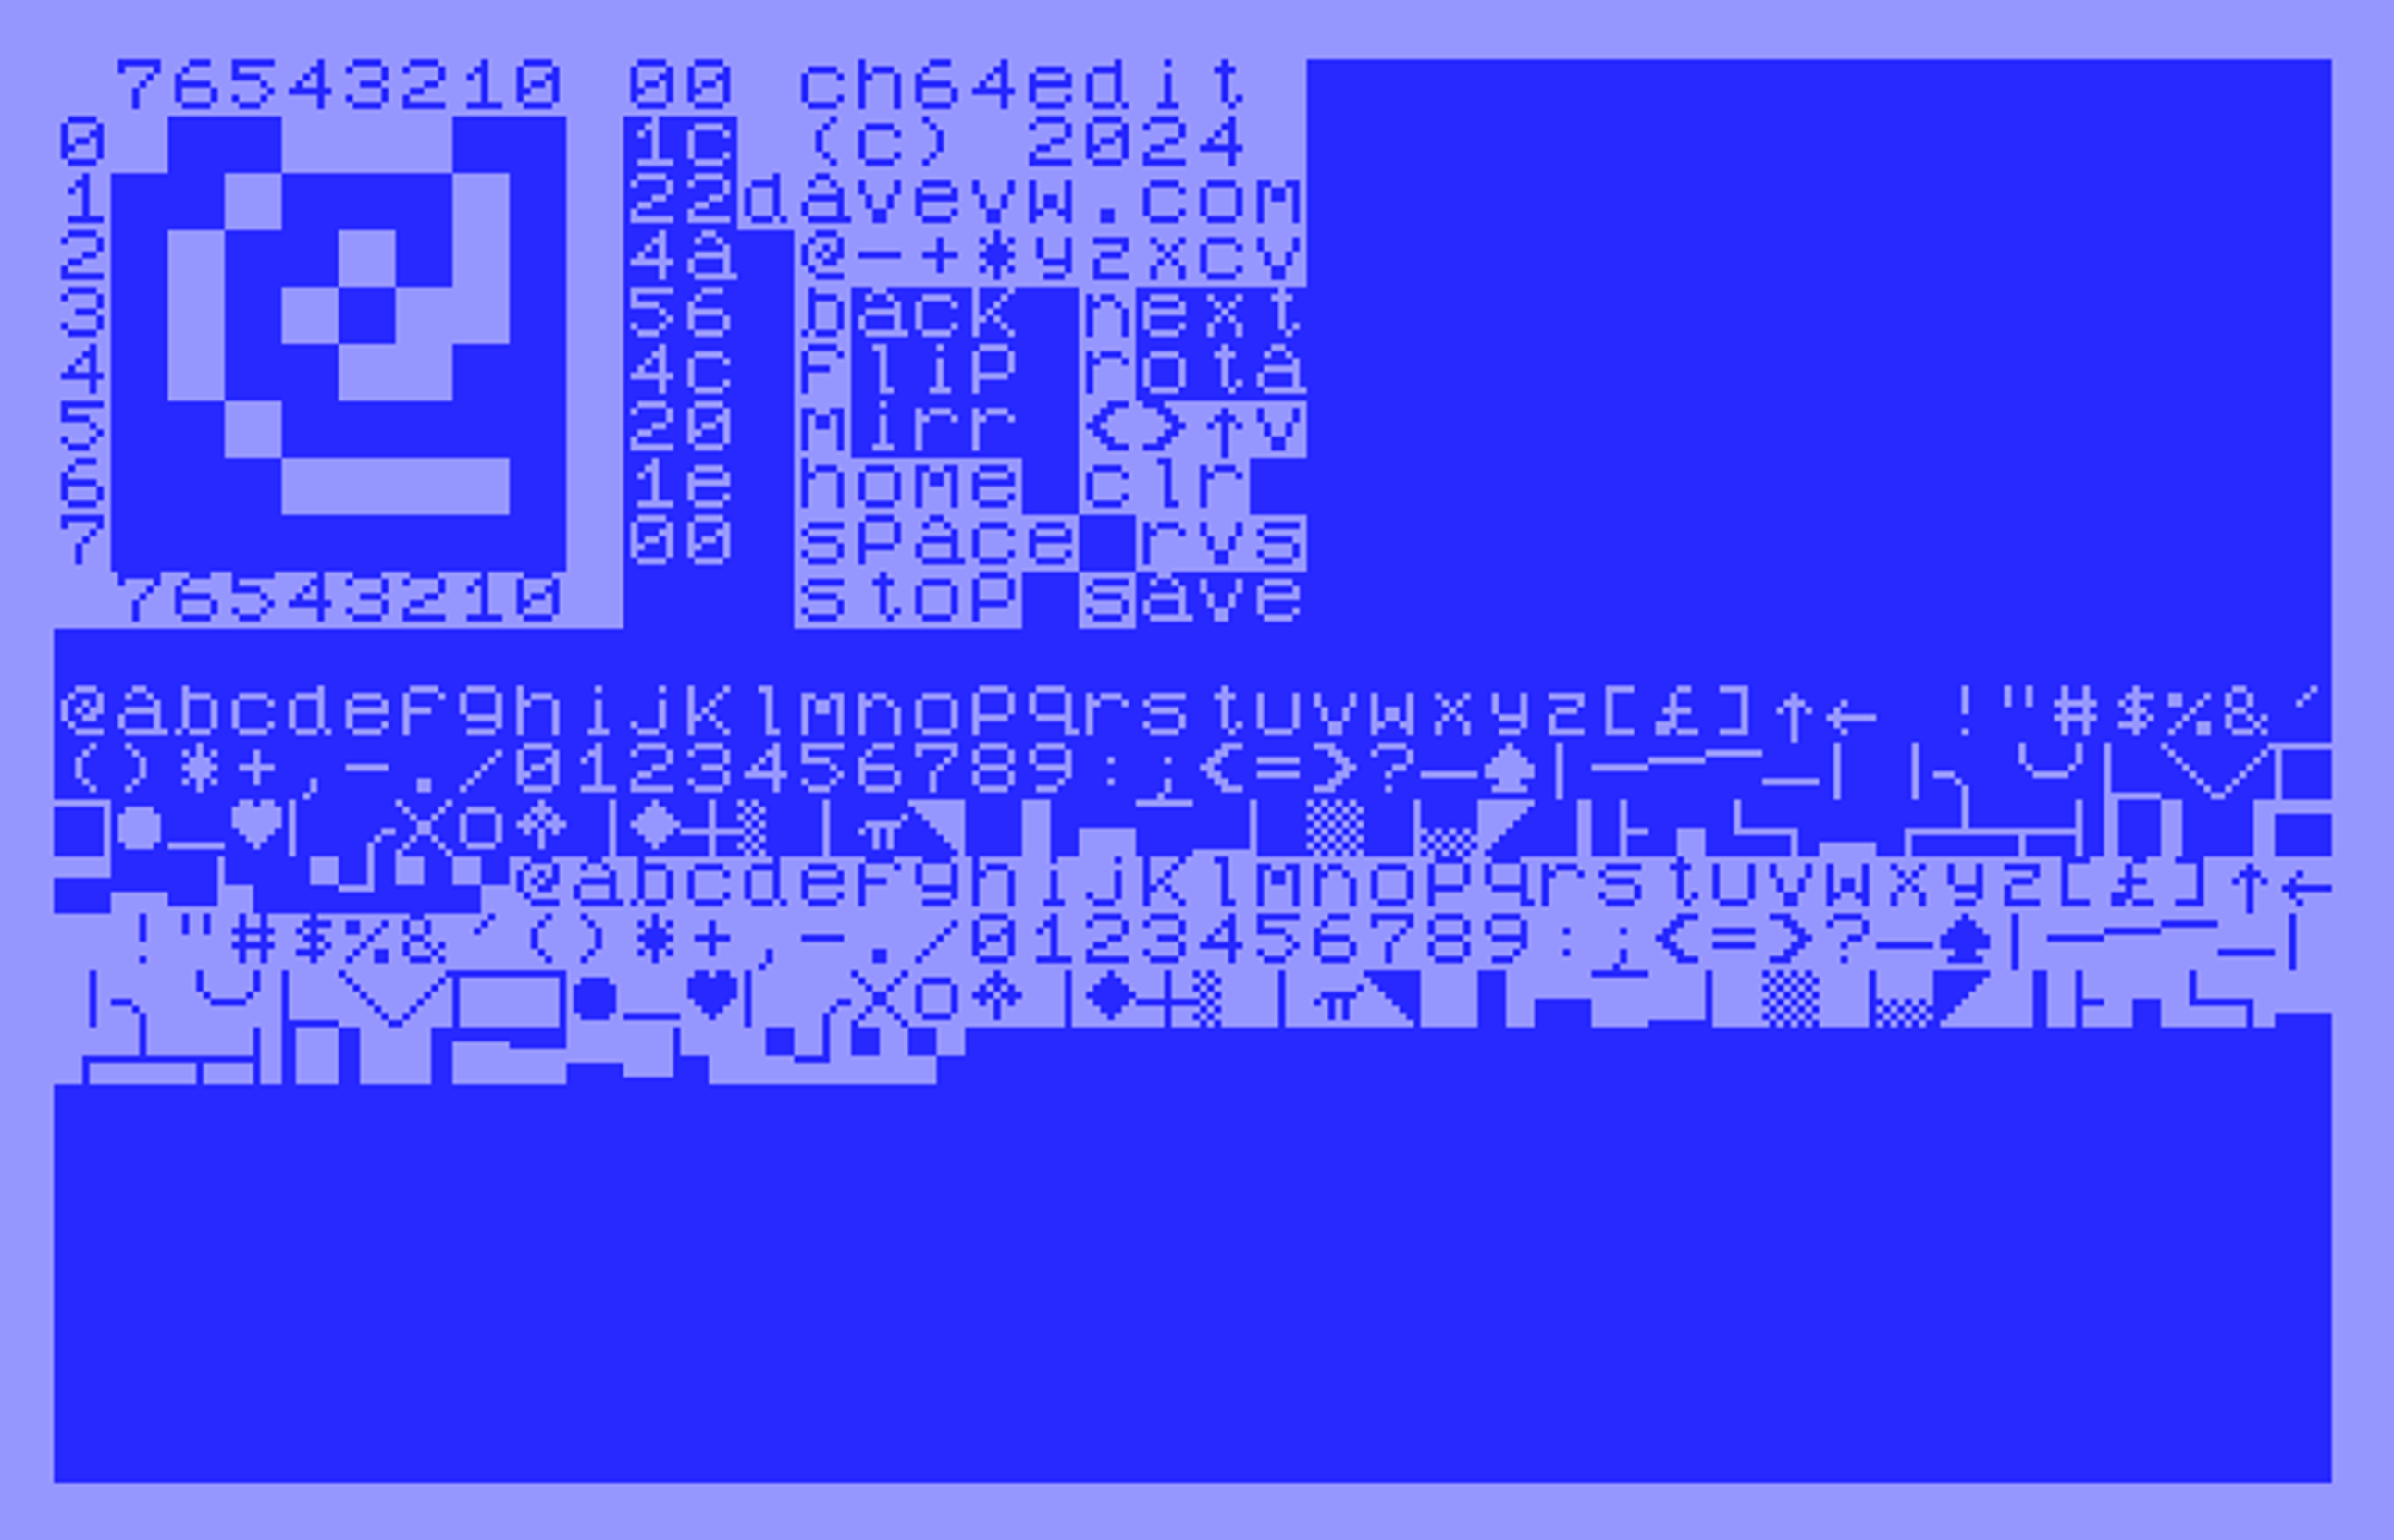 76543210 00 ch64edit
0 1c (c) 2024
1 22davevw.com
2 4a @-+*yzxcv
3 56 back next
4 4c flip rota
5 20 mirr <>↑v
6 1e home clr
7 00 space rvs
76543210 stop save
@abcdefghijklmnopqrstuvwxyz[£]↑← !"#$%&´
()*+,-./0123456789:;<=>?─♠│
♥ π
@abcdefghijklmnopqrstuvwxyz[£]↑←
!"#$%&´()*+,-./0123456789:;<=>?─♠│
♥ π